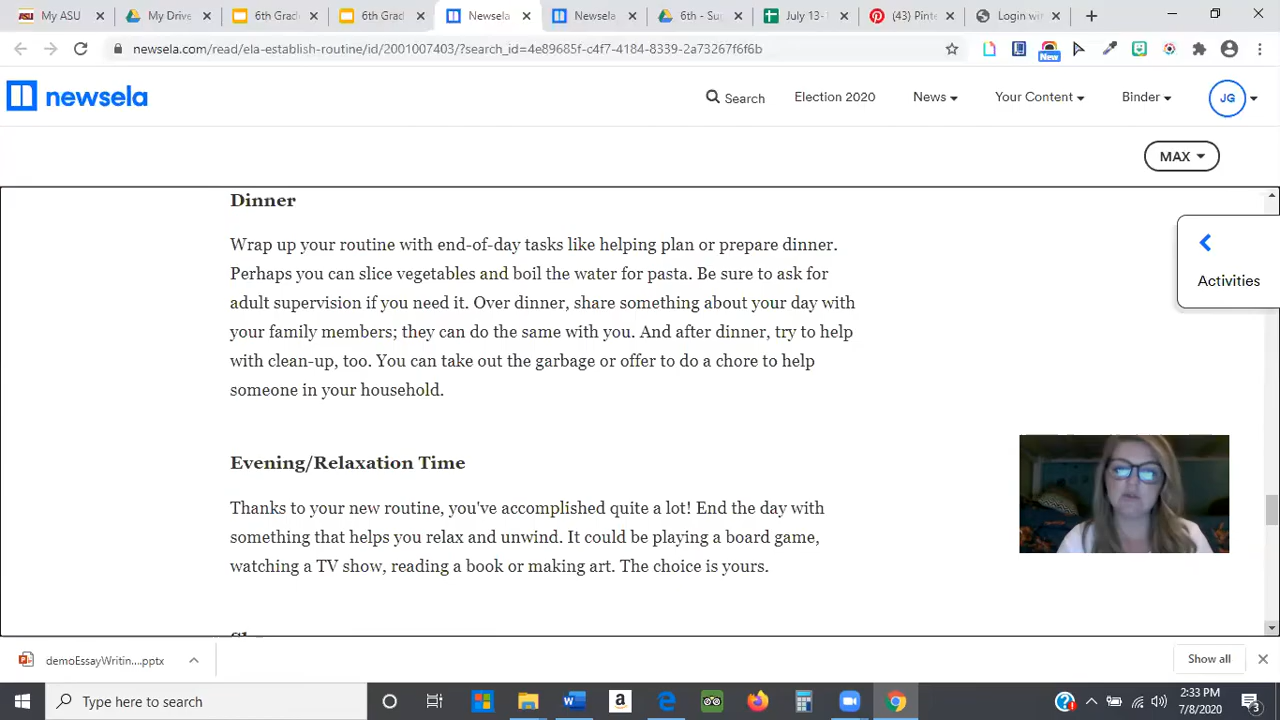 My A
My Drive
6th Grad
6th Grad
Newsela
Newsela
6th - S
July 13-
(43) Pint
Login wi
newsela.com/read/ela-establish-routine/id/2001007403/?search_id=4e89685f-c4f7-4184-8339-2a73267f6f6b
New
newsela
Search
Election 2020
News
Your Content
Binder
JG
MAX
Dinner
Wrap up your routine with end-of-day tasks like helping plan or prepare dinner.
Perhaps you can slice vegetables and boil the water for pasta. Be sure to ask for
adult supervision if you need it. Over dinner, share something about your day with
your family members; they can do the same with you. And after dinner, try to help
with clean-up, too. You can take out the garbage or offer to do a chore to help
someone in your household.
Activities
Evening/Relaxation Time
Thanks to your new routine, you've accomplished quite a lot! End the day with
something that helps you relax and unwind. It could be playing a board game,
watching a TV show, reading a book or making art. The choice is yours.
demoEssayWritin....pptx
Show all
Type here to search
2:33 PM
7/8/2020
3